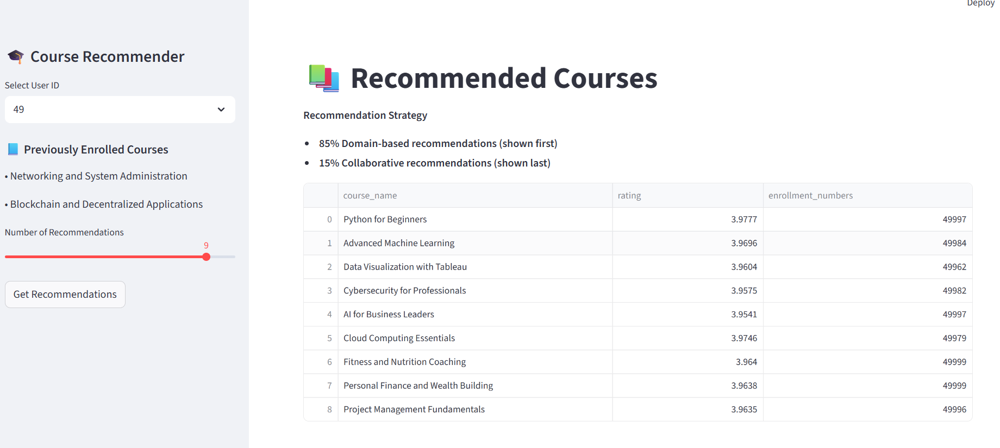 Deploy
Course Recommender
Select User ID
49
Previously Enrolled Courses
• Networking and System Administration
• Blockchain and Decentralized Applications
Number of Recommendations
9
Get Recommendations
Recommended Courses
Recommendation Strategy
• 85% Domain-based recommendations (shown first)
• 15% Collaborative recommendations (shown last)
course_name rating enrollment_numbers
0 Python for Beginners 3.9777 49997
1 Advanced Machine Learning 3.9696 49984
2 Data Visualization with Tableau 3.9604 49962
3 Cybersecurity for Professionals 3.9575 49982
4 AI for Business Leaders 3.9541 49997
5 Cloud Computing Essentials 3.9746 49979
6 Fitness and Nutrition Coaching 3.964 49999
7 Personal Finance and Wealth Building 3.9638 49999
8 Project Management Fundamentals 3.9635 49996